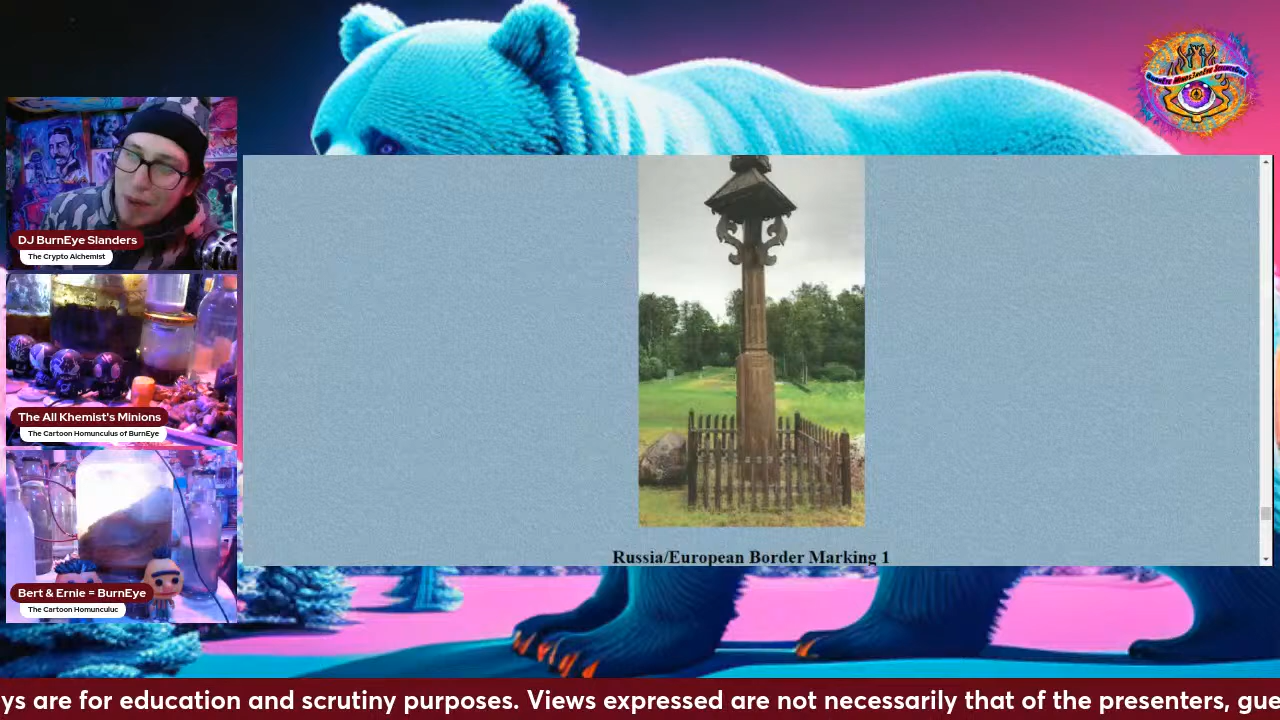 DJ BurnEye Slanders
The Crypto Alchemist
The All Khemist's Minions
The Cartoon Homunculus of BurnEye
Bert & Ernie = BurnEye
The Cartoon Homunculuc
Russia/European Border Marking 1
ys are for education and scrutiny purposes. Views expressed are not necessarily that of the presenters, gue